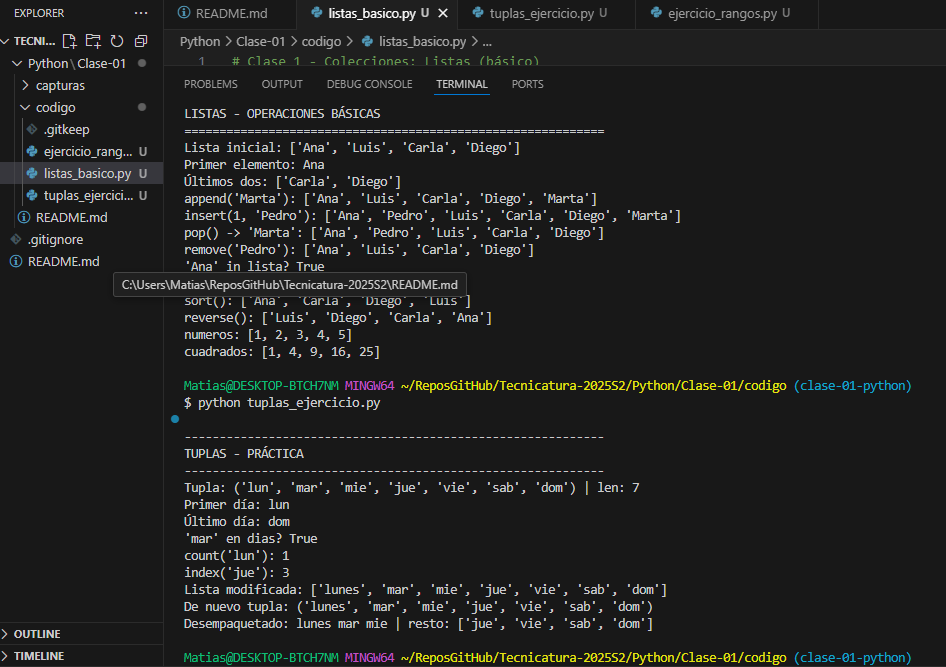 EXPLORER ...
TECNI...
Python \ Clase-01
capturas
codigo
.gitkeep
ejercicio_rang... U
listas_basico.py U
tuplas_ejercici... U
README.md
.gitignore
README.md
OUTLINE
TIMELINE
README.md
listas_basico.py U
tuplas_ejercicio.py U
ejercicio_rangos.py U
Python > Clase-01 > codigo > listas_basico.py > ...
1 # Clase 1 - Colecciones: Listas (básico)
PROBLEMS OUTPUT DEBUG CONSOLE TERMINAL PORTS
LISTAS - OPERACIONES BÁSICAS
============================================================
Lista inicial: ['Ana', 'Luis', 'Carla', 'Diego']
Primer elemento: Ana
Últimos dos: ['Carla', 'Diego']
append('Marta'): ['Ana', 'Luis', 'Carla', 'Diego', 'Marta']
insert(1, 'Pedro'): ['Ana', 'Pedro', 'Luis', 'Carla', 'Diego', 'Marta']
pop() -> 'Marta': ['Ana', 'Pedro', 'Luis', 'Carla', 'Diego']
remove('Pedro'): ['Ana', 'Luis', 'Carla', 'Diego']
'Ana' in lista? True
C:\Users\Matias\ReposGitHub\Tecnicatura-2025S2\README.md
sort(): ['Ana', 'Carla', 'Diego', 'Luis']
reverse(): ['Luis', 'Diego', 'Carla', 'Ana']
numeros: [1, 2, 3, 4, 5]
cuadrados: [1, 4, 9, 16, 25]
Matias@DESKTOP-BTCH7NM MINGW64 ~/ReposGitHub/Tecnicatura-2025S2/Python/Clase-01/codigo (clase-01-python)
$ python tuplas_ejercicio.py
------------------------------------------------------------
TUPLAS - PRÁCTICA
------------------------------------------------------------
Tupla: ('lun', 'mar', 'mie', 'jue', 'vie', 'sab', 'dom') | len: 7
Primer día: lun
Último día: dom
'mar' en dias? True
count('lun'): 1
index('jue'): 3
Lista modificada: ['lunes', 'mar', 'mie', 'jue', 'vie', 'sab', 'dom']
De nuevo tupla: ('lunes', 'mar', 'mie', 'jue', 'vie', 'sab', 'dom')
Desempaquetado: lunes mar mie | resto: ['jue', 'vie', 'sab', 'dom']
Matias@DESKTOP-BTCH7NM MINGW64 ~/ReposGitHub/Tecnicatura-2025S2/Python/Clase-01/codigo (clase-01-python)